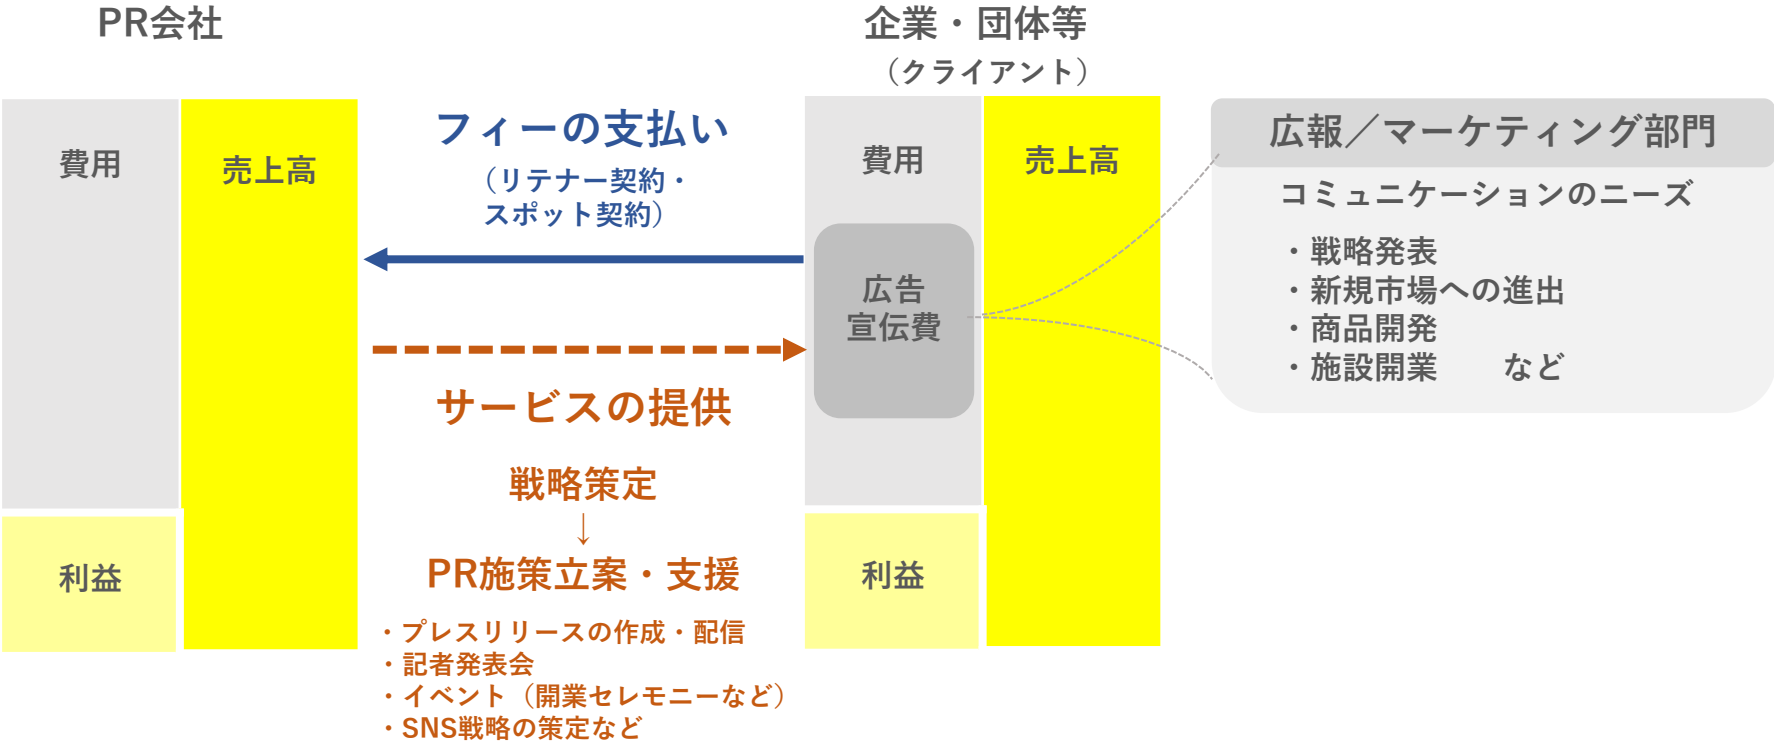 PR会社
費用
売上高
利益
フィーの支払い
（リテナー契約・
スポット契約）
サービスの提供
戦略策定
↓
PR施策立案・支援
・プレスリリースの作成・配信
・記者発表会
・イベント（開業セレモニーなど）
・SNS戦略の策定など
企業・団体等
（クライアント）
費用
売上高
広告
宣伝費
利益
広報／マーケティング部門
コミュニケーションのニーズ
・戦略発表
・新規市場への進出
・商品開発
・施設開業　　など